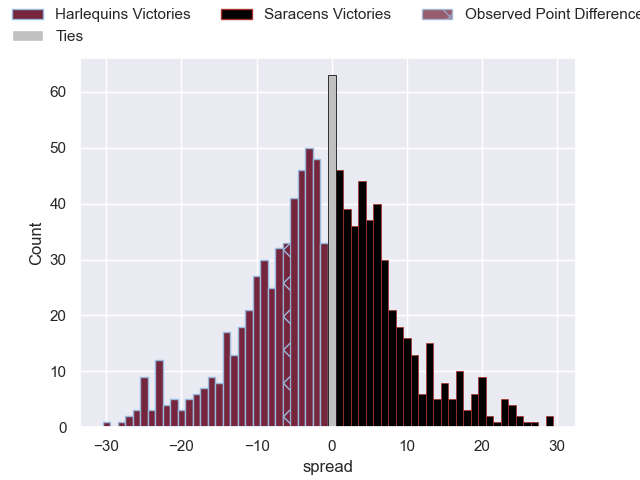 Harlequins Victories
Saracens Victories
Observed Point Difference
Ties
60
50
40
30
20
10
0
Count
−30
−20
−10
0
10
20
30
spread